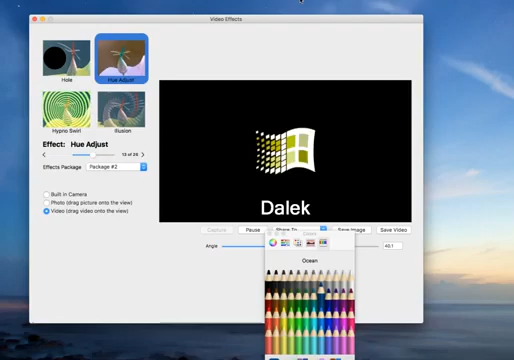 Video Effects
Hole
Hue Adjust
Hypno Swirl
Illusion
Effect: Hue Adjust
13 of 26
Effects Package
Package #2
Built in Camera
Photo (drag picture onto the view)
Video (drag video onto the view)
Dalek
Capture
Pause
Share To
Save Image
Save Video
Angle
Colors
Ocean